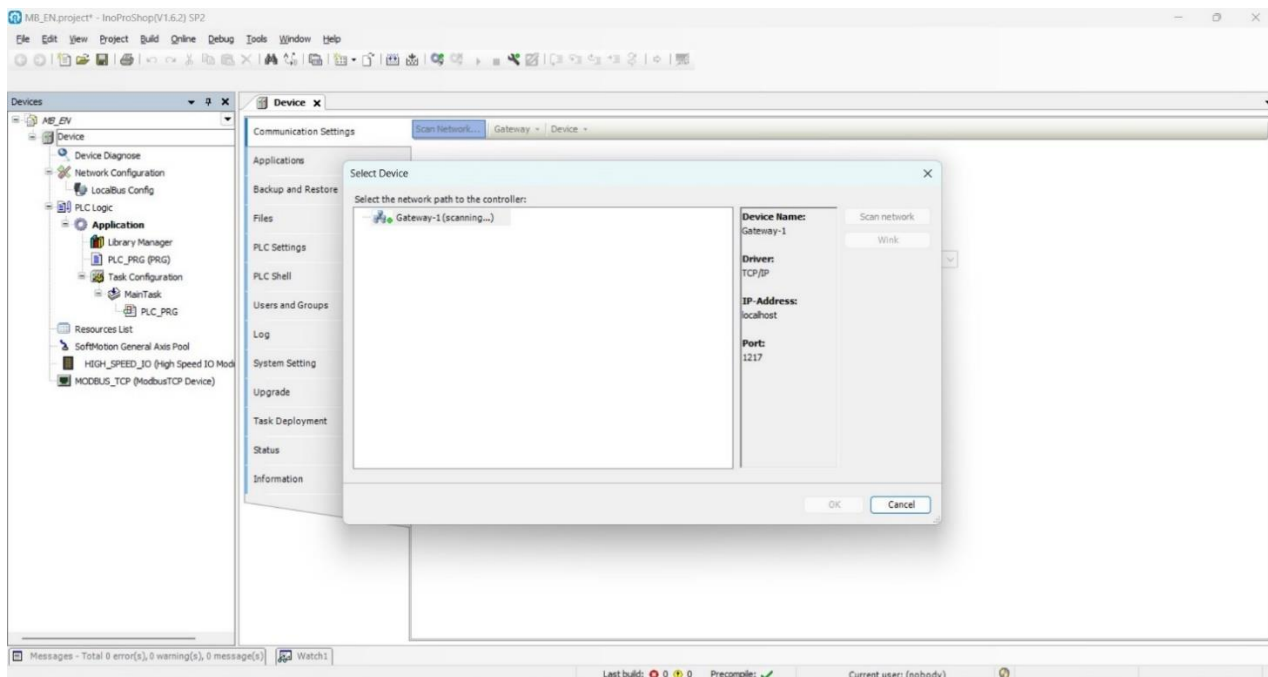 MB_EN.project* - InoProShop(V1.6.2) SP2
File Edit View Project Build Online Debug Tools Window Help
Devices
Device
MB_EN
Device
Device Diagnose
Network Configuration
LocalBus Config
PLC Logic
Application
Library Manager
PLC_PRG (PRG)
Task Configuration
MainTask
PLC_PRG
Resources List
SoftMotion General Axis Pool
HIGH_SPEED_IO (High Speed IO Modu
MODBUS_TCP (ModbusTCP Device)
Communication Settings
Applications
Backup and Restore
Files
PLC Settings
PLC Shell
Users and Groups
Log
System Setting
Upgrade
Task Deployment
Status
Information
Scan Network... Gateway Device
Select Device
Select the network path to the controller:
Gateway-1 (scanning...)
Device Name:
Gateway-1
Driver:
TCP/IP
IP-Address:
localhost
Port:
1217
Scan network
Wink
OK Cancel
Messages - Total 0 error(s), 0 warning(s), 0 message(s) Watch1
Last build: 0 0 Precompile: Current user: (nobody)